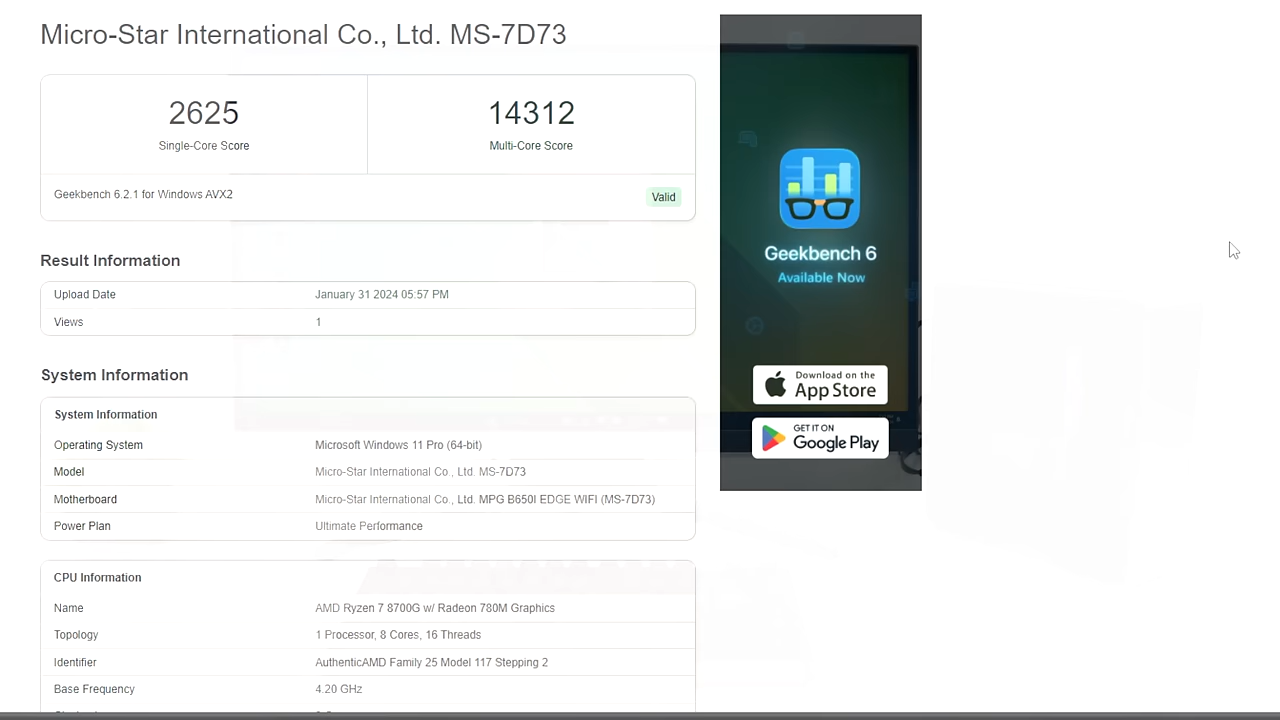 Micro-Star International Co., Ltd. MS-7D73
2625
Single-Core Score
14312
Multi-Core Score
Geekbench 6.2.1 for Windows AVX2
Valid
Geekbench 6
Available Now
Download on the
App Store
GET IT ON
Google Play
Result Information
Upload Date January 31 2024 05:57 PM
Views 1
System Information
System Information
Operating System Microsoft Windows 11 Pro (64-bit)
Model Micro-Star International Co., Ltd. MS-7D73
Motherboard Micro-Star International Co., Ltd. MPG B650I EDGE WIFI (MS-7D73)
Power Plan Ultimate Performance
CPU Information
Name AMD Ryzen 7 8700G w/ Radeon 780M Graphics
Topology 1 Processor, 8 Cores, 16 Threads
Identifier AuthenticAMD Family 25 Model 117 Stepping 2
Base Frequency 4.20 GHz